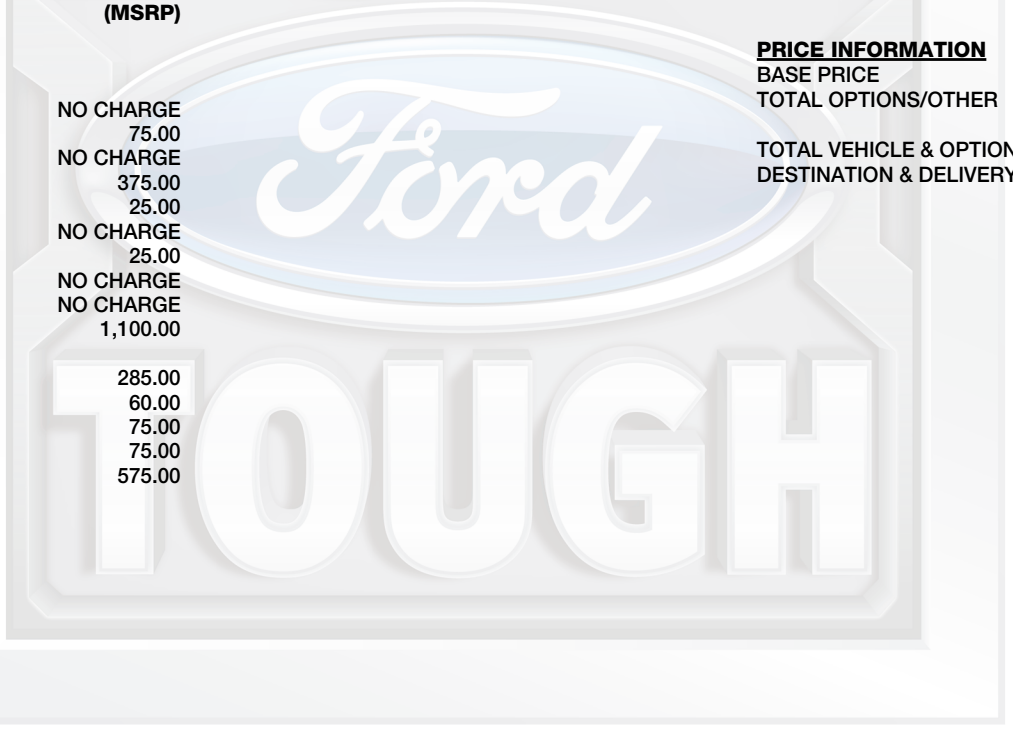 (MSRP)
NO CHARGE
75.00
NO CHARGE
375.00
25.00
NO CHARGE
25.00
NO CHARGE
NO CHARGE
1,100.00
285.00
60.00
75.00
75.00
575.00
PRICE INFORMATION
BASE PRICE
TOTAL OPTIONS/OTHER
TOTAL VEHICLE & OPTION
DESTINATION & DELIVERY
Ford
TOUGH